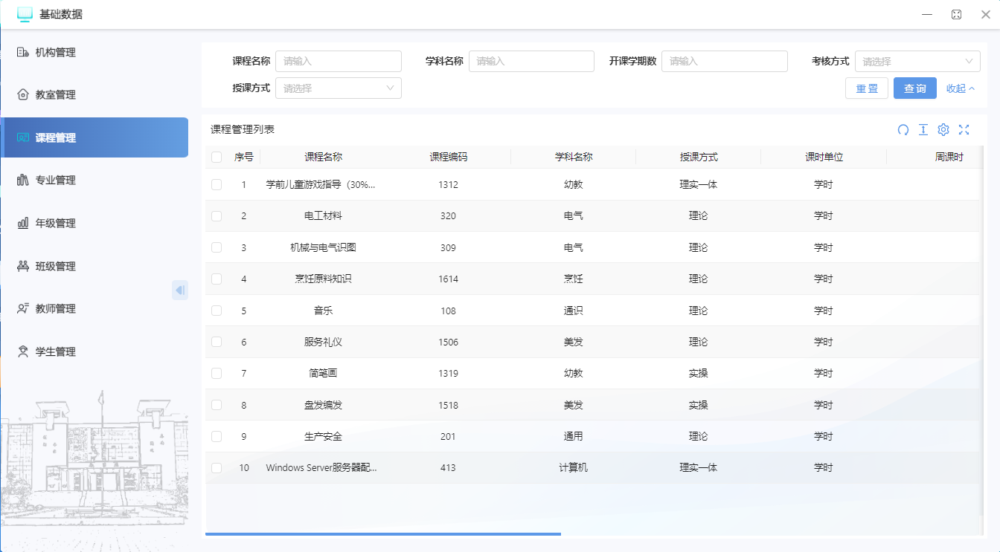 基础数据
机构管理
教室管理
课程管理
专业管理
年级管理
班级管理
教师管理
学生管理
课程名称 请输入 学科名称 请输入 开课学期数 请输入 考核方式 请选择
授课方式 请选择 重置 查询 收起
课程管理列表
序号 课程名称 课程编码 学科名称 授课方式 课时单位 周课时
1 学前儿童游戏指导（30%... 1312 幼教 理实一体 学时
2 电工材料 320 电气 理论 学时
3 机械与电气识图 309 电气 理论 学时
4 烹饪原料知识 1614 烹饪 理论 学时
5 音乐 108 通识 理论 学时
6 服务礼仪 1506 美发 理论 学时
7 简笔画 1319 幼教 实操 学时
8 盘发编发 1518 美发 实操 学时
9 生产安全 201 通用 理论 学时
10 Windows Server服务器配... 413 计算机 理实一体 学时